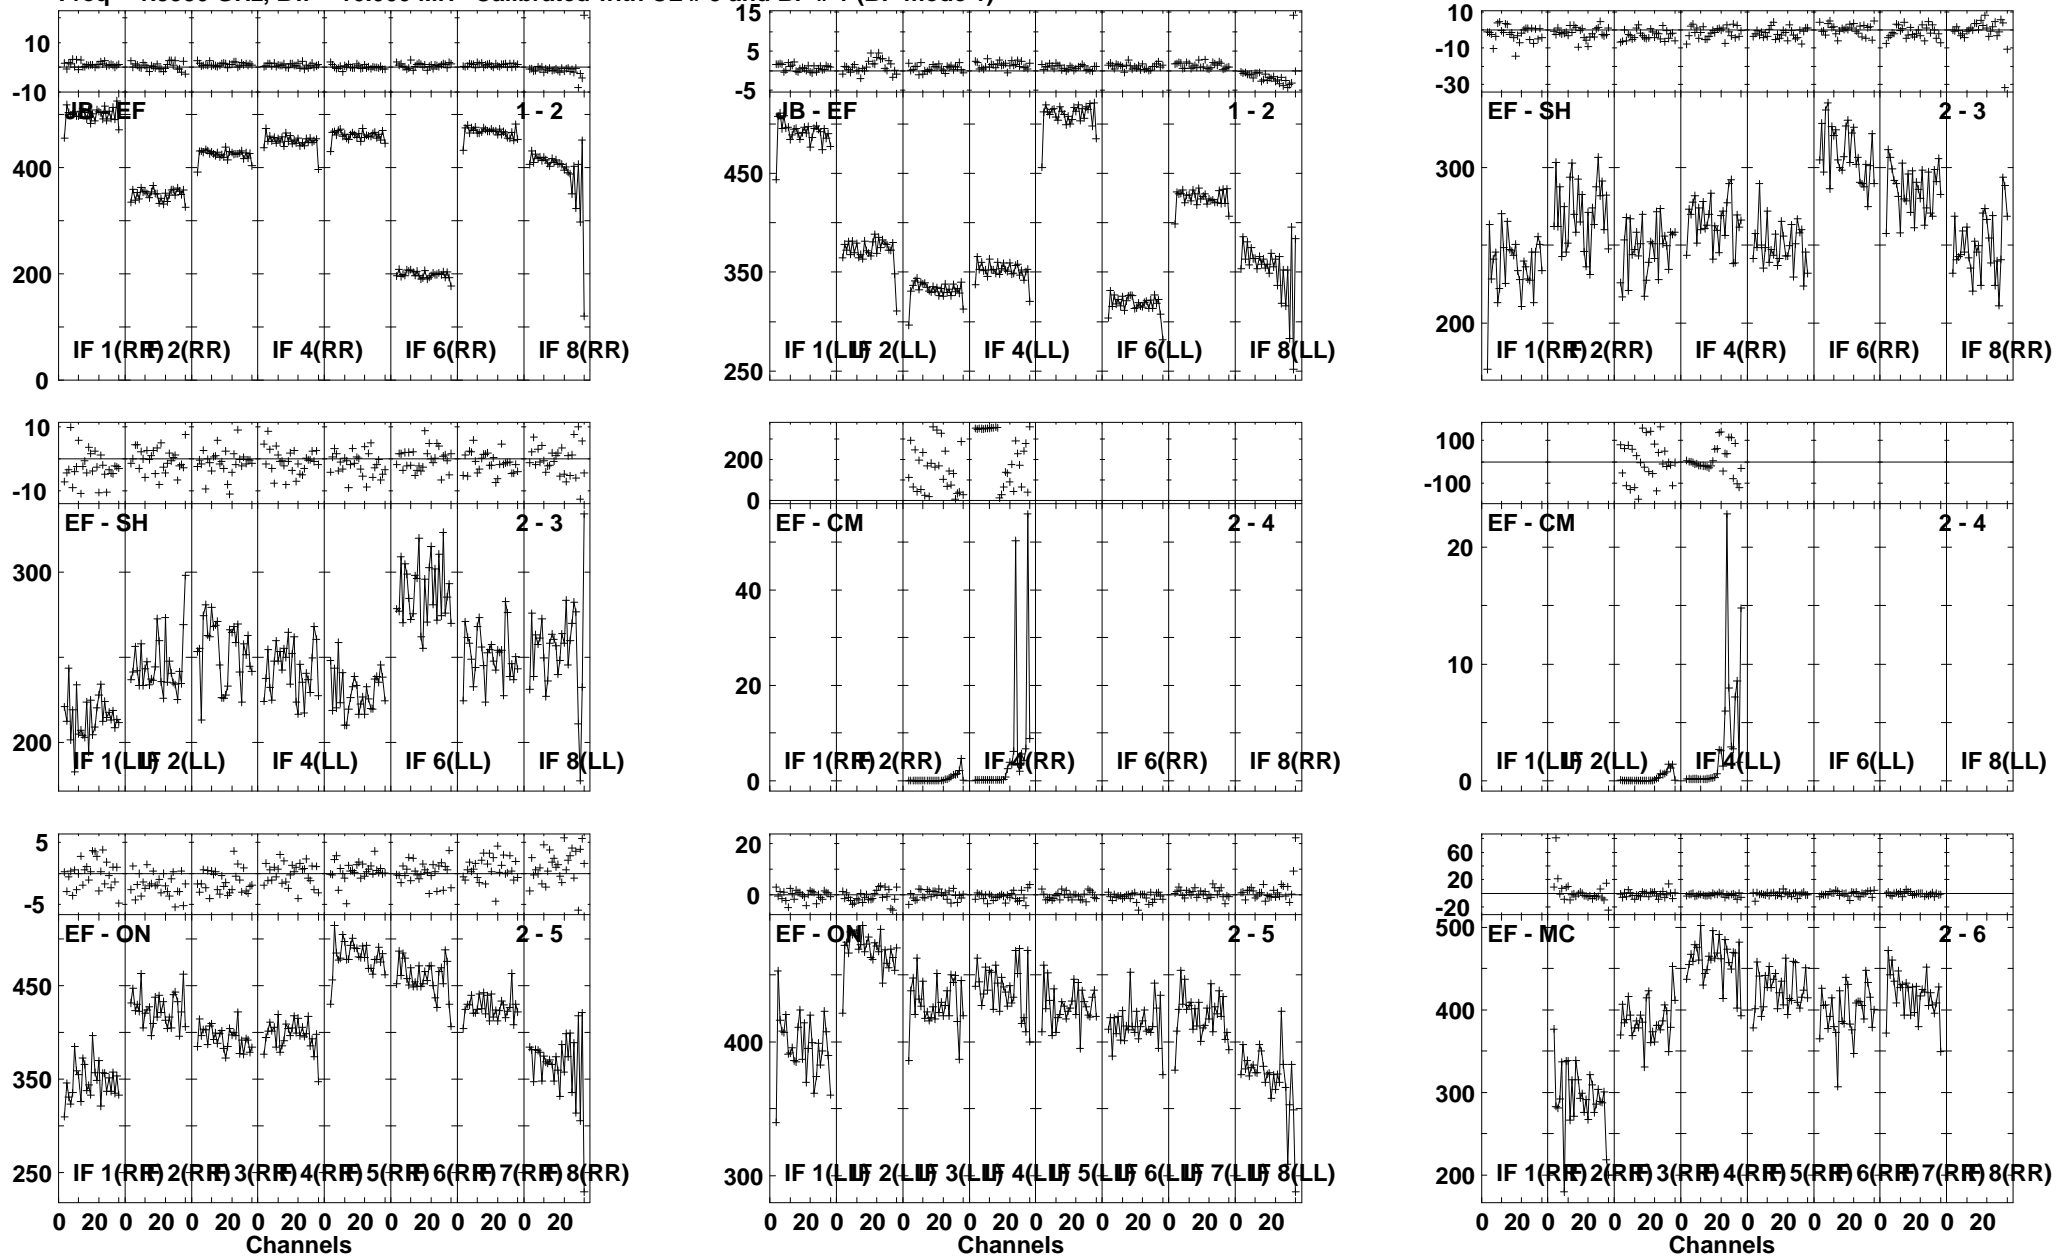 Freq = GHz, Calibrated with CL # and BP # (BP mode
10
-10
JB - EF 1 - 2
400
200
0
IF 1(RR) IF 2(RR) IF 4(RR) IF 6(RR) IF 8(RR)
15
5
-5
JB - EF 1 - 2
450
350
250
IF 1(LL) IF 2(LL) IF 4(LL) IF 6(LL) IF 8(LL)
10
-10
-30
EF - SH 2 - 3
300
200
IF 1(RR) IF 2(RR) IF 4(RR) IF 6(RR) IF 8(RR)
10
-10
EF - SH 2 - 3
300
200
IF 1(LL) IF 2(LL) IF 4(LL) IF 6(LL) IF 8(LL)
200
0
EF - CM 2 - 4
40
20
0
IF 1(RR) IF 2(RR) IF 4(RR) IF 6(RR) IF 8(RR)
100
-100
EF - CM 2 - 4
20
10
0
IF 1(LL) IF 2(LL) IF 4(LL) IF 6(LL) IF 8(LL)
5
-5
EF - ON 2 - 5
450
350
250
IF 1(RR) IF 2(RR) IF 3(RR) IF 4(RR) IF 5(RR) IF 6(RR) IF 7(RR) IF 8(RR)
0 20 0 20 0 20 0 20 0 20 0 20 0 20 0 20
Channels
20
0
EF - ON 2 - 5
400
300
IF 1(LL) IF 2(LL) IF 3(LL) IF 4(LL) IF 5(LL) IF 6(LL) IF 7(LL) IF 8(LL)
0 20 0 20 0 20 0 20 0 20 0 20 0 20 0 20
Channels
60
20
-20
EF - MC 2 - 6
500
400
300
200
IF 1(RR) IF 2(RR) IF 3(RR) IF 4(RR) IF 5(RR) IF 6(RR) IF 7(RR) IF 8(RR)
0 20 0 20 0 20 0 20 0 20 0 20 0 20 0 20
Channels